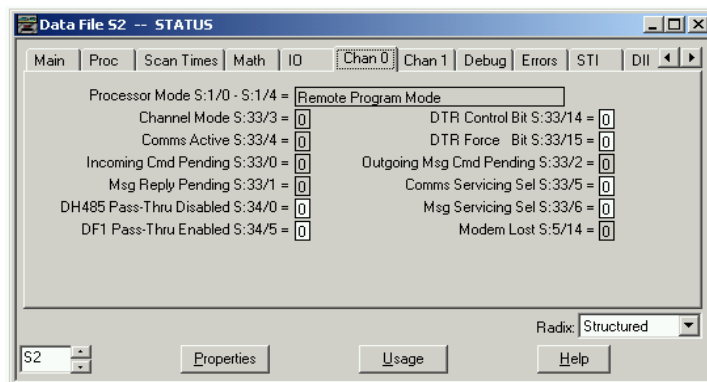 Data File S2 -- STATUS
Main Proc Scan Times Math IO Chan 0 Chan 1 Debug Errors STI DII
Processor Mode S:1/0 - S:1/4 = Remote Program Mode
Channel Mode S:33/3 = 0 DTR Control Bit S:33/14 = 0
Comms Active S:33/4 = 0 DTR Force Bit S:33/15 = 0
Incoming Cmd Pending S:33/0 = 0 Outgoing Msg Cmd Pending S:33/2 = 0
Msg Reply Pending S:33/1 = 0 Comms Servicing Sel S:33/5 = 0
DH485 Pass-Thru Disabled S:34/0 = 0 Msg Servicing Sel S:33/6 = 0
DF1 Pass-Thru Enabled S:34/5 = 0 Modem Lost S:5/14 = 0
Radix: Structured
S2 Properties Usage Help